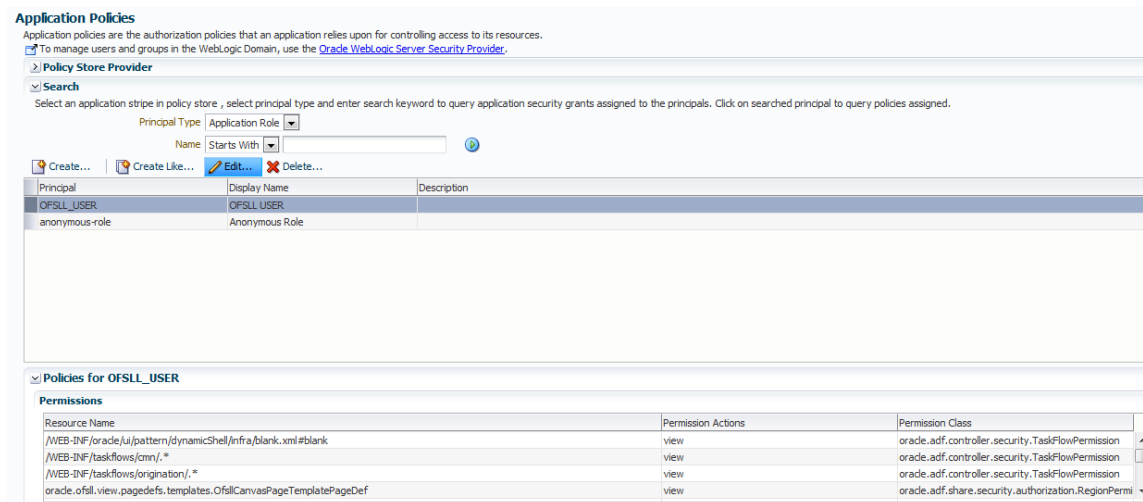 Application Policies
Application policies are the authorization policies that an application relies upon for controlling access to its resources.
To manage users and groups in the WebLogic Domain, use the Oracle WebLogic Server Security Provider.
Policy Store Provider
Search
Select an application stripe in policy store , select principal type and enter search keyword to query application security grants assigned to the principals. Click on searched principal to query policies assigned.
Principal Type Application Role
Name Starts With
Create... Create Like... Edit... Delete...
Principal Display Name Description
OFSLL_USER OFSLL USER
anonymous-role Anonymous Role
Policies for OFSLL_USER
Permissions
Resource Name Permission Actions Permission Class
/WEB-INF/oracle/ui/pattern/dynamicShell/infra/blank.xml#blank view oracle.adf.controller.security.TaskFlowPermission
/WEB-INF/taskflows/cmn/.* view oracle.adf.controller.security.TaskFlowPermission
/WEB-INF/taskflows/origination/.* view oracle.adf.controller.security.TaskFlowPermission
oracle.ofsll.view.pagedefs.templates.OfsllCanvasPageTemplatePageDef view oracle.adf.share.security.authorization.RegionPermi